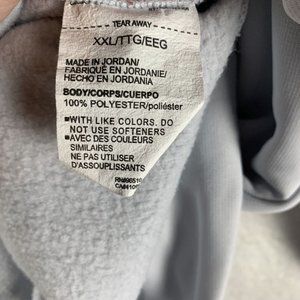 TEAR AWAY
XXL/TTG/EEG
MADE IN JORDAN/
FABRIQUÉ EN JORDANIE/
HECHO EN JORDANIA
BODY/CORPS/CUERPO
100% POLYESTER/poliéster
■WITH LIKE COLORS. DO
NOT USE SOFTENERS
■AVEC DES COULEURS
SIMILAIRES
NE PAS UTILISER
D'ASSOUPLISSANTS